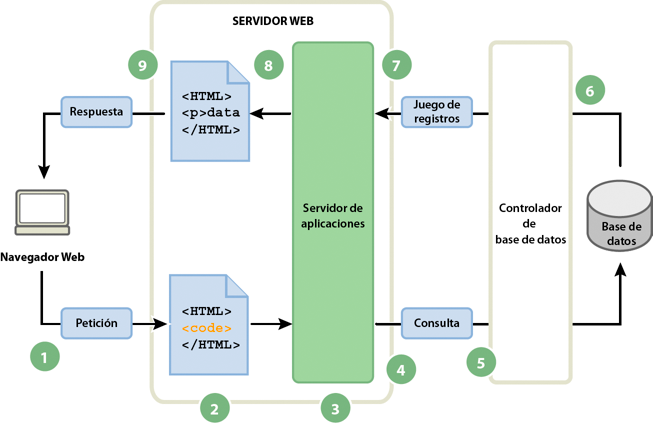 SERVIDOR WEB
9
8
7
6
<HTML>
<p>data
</HTML>
Respuesta
Juego de
registros
Servidor de
aplicaciones
Controlador
de
base de datos
Base de
datos
Navegador Web
<HTML>
<code>
</HTML>
Petición
Consulta
1
2
3
4
5